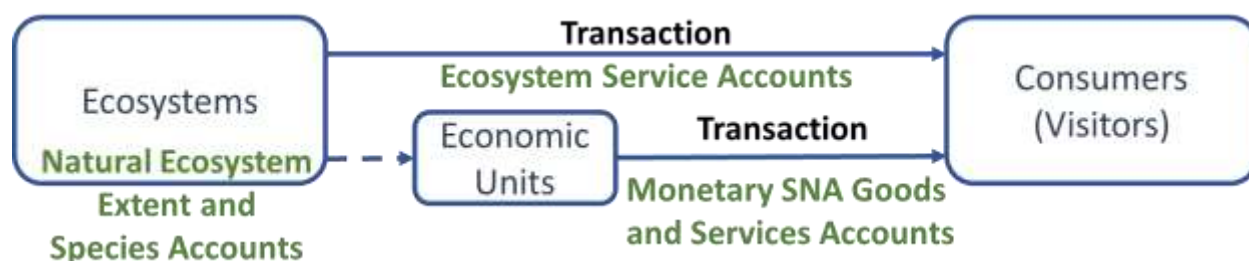 Transaction
Ecosystem Service Accounts
Ecosystems
Natural Ecosystem
Extent and
Species Accounts
Economic
Units
Transaction
Monetary SNA Goods
and Services Accounts
Consumers
(Visitors)